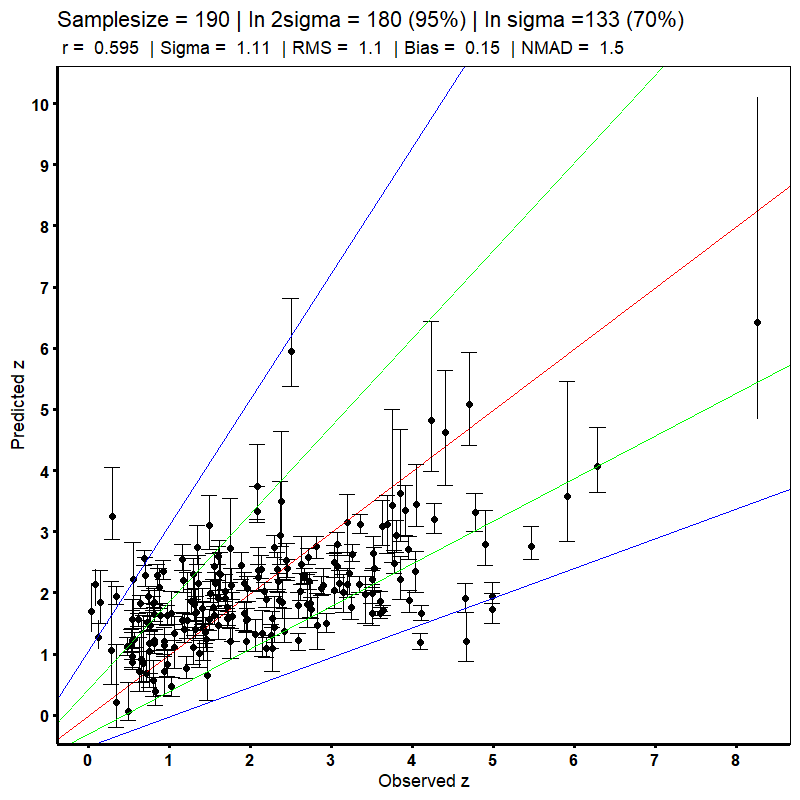 Samplesize = 190 | In 2sigma = 180 (95%) | In sigma =133 (70%)
r = 0.595 | Sigma = 1.11 | RMS = 1.1 | Bias = 0.15 | NMAD = 1.5
10
9
8
7
6
5
4
3
2
1
0
Predicted z
0 1 2 3 4 5 6 7 8
Observed z